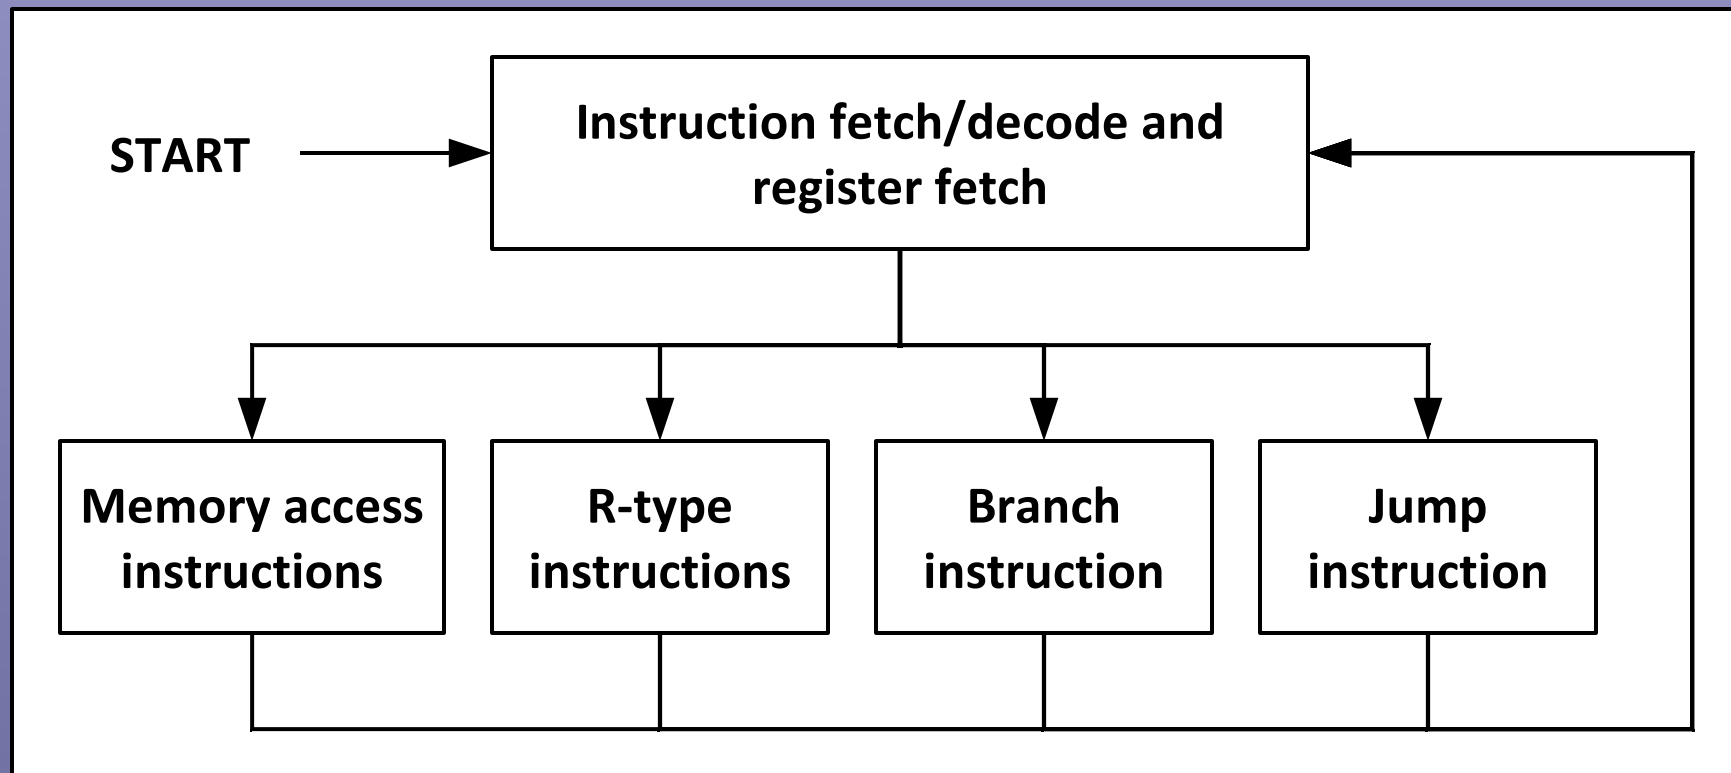 START
Instruction fetch/decode and
register fetch
Memory access
instructions
R-type
instructions
Branch
instruction
Jump
instruction